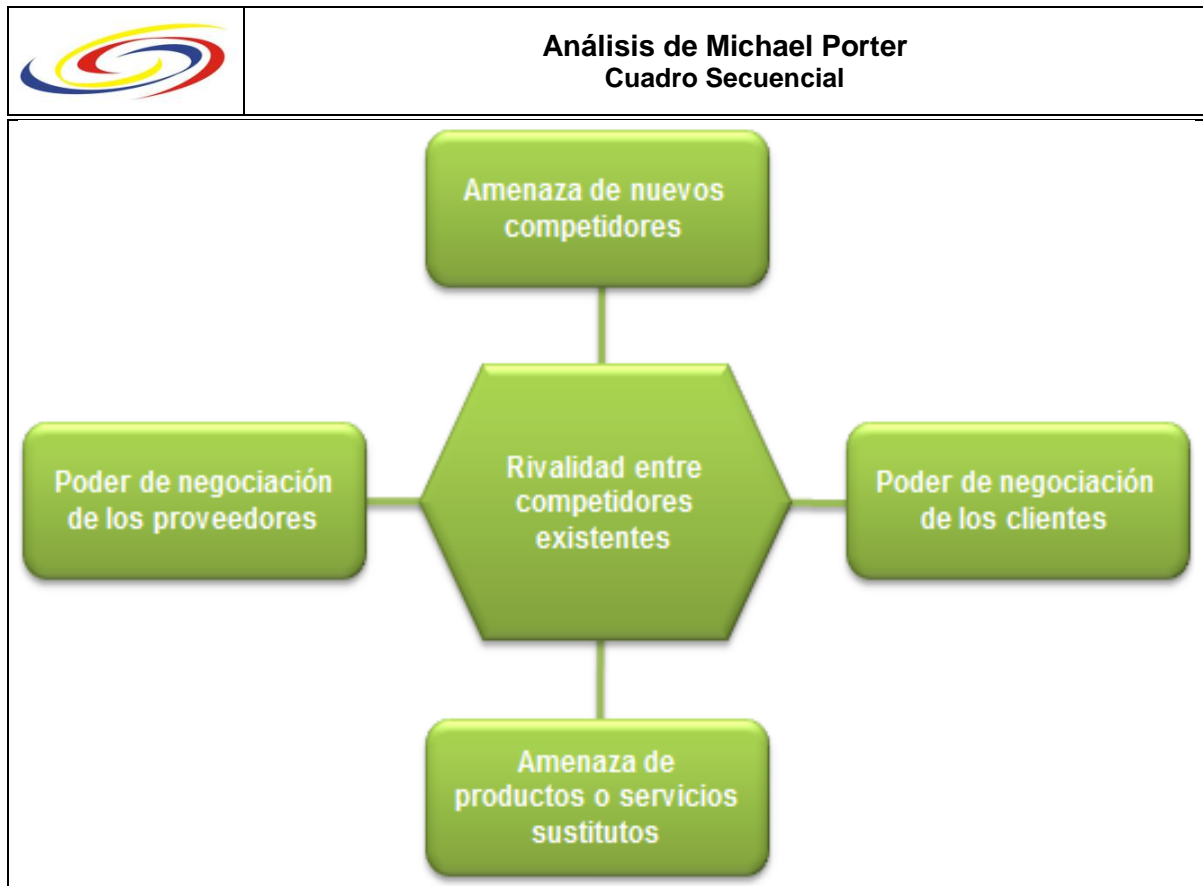 Análisis de Michael Porter
Cuadro Secuencial
Amenaza de nuevos
competidores
Poder de negociación
de los proveedores
Rivalidad entre
competidores
existentes
Poder de negociación
de los clientes
Amenaza de
productos o servicios
sustitutos